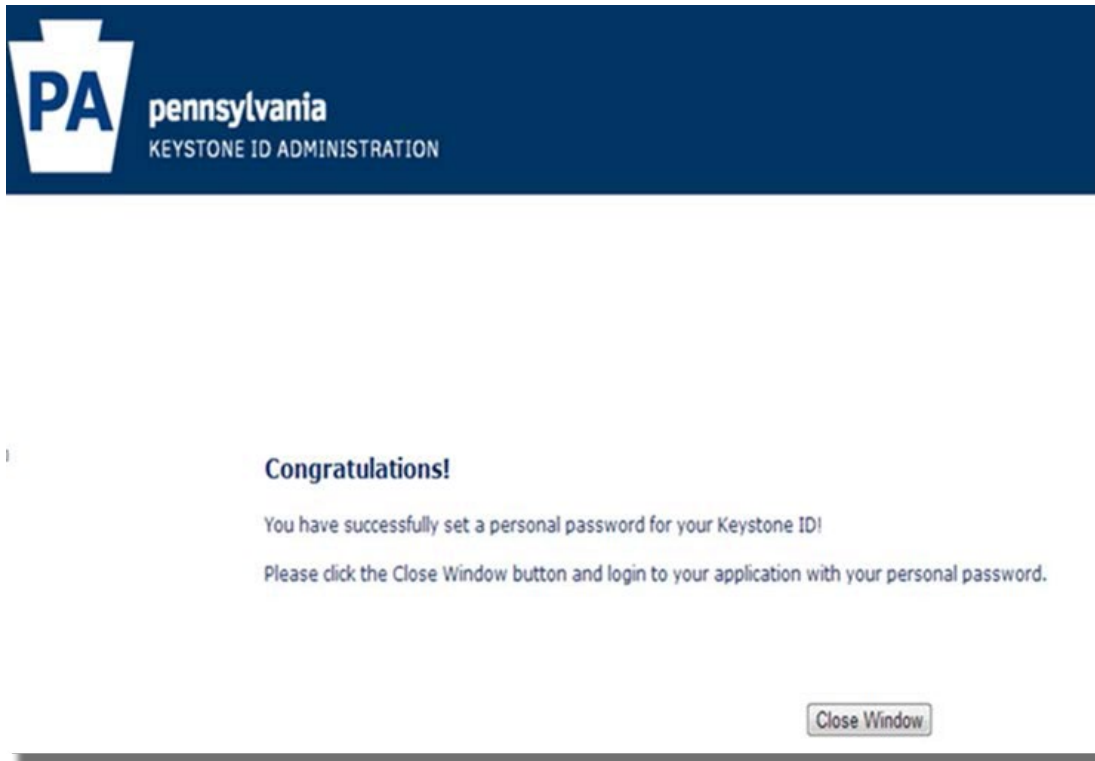 PA
pennsylvania
KEYSTONE ID ADMINISTRATION
Congratulations!
You have successfully set a personal password for your Keystone ID!
Please click the Close Window button and login to your application with your personal password.
Close Window